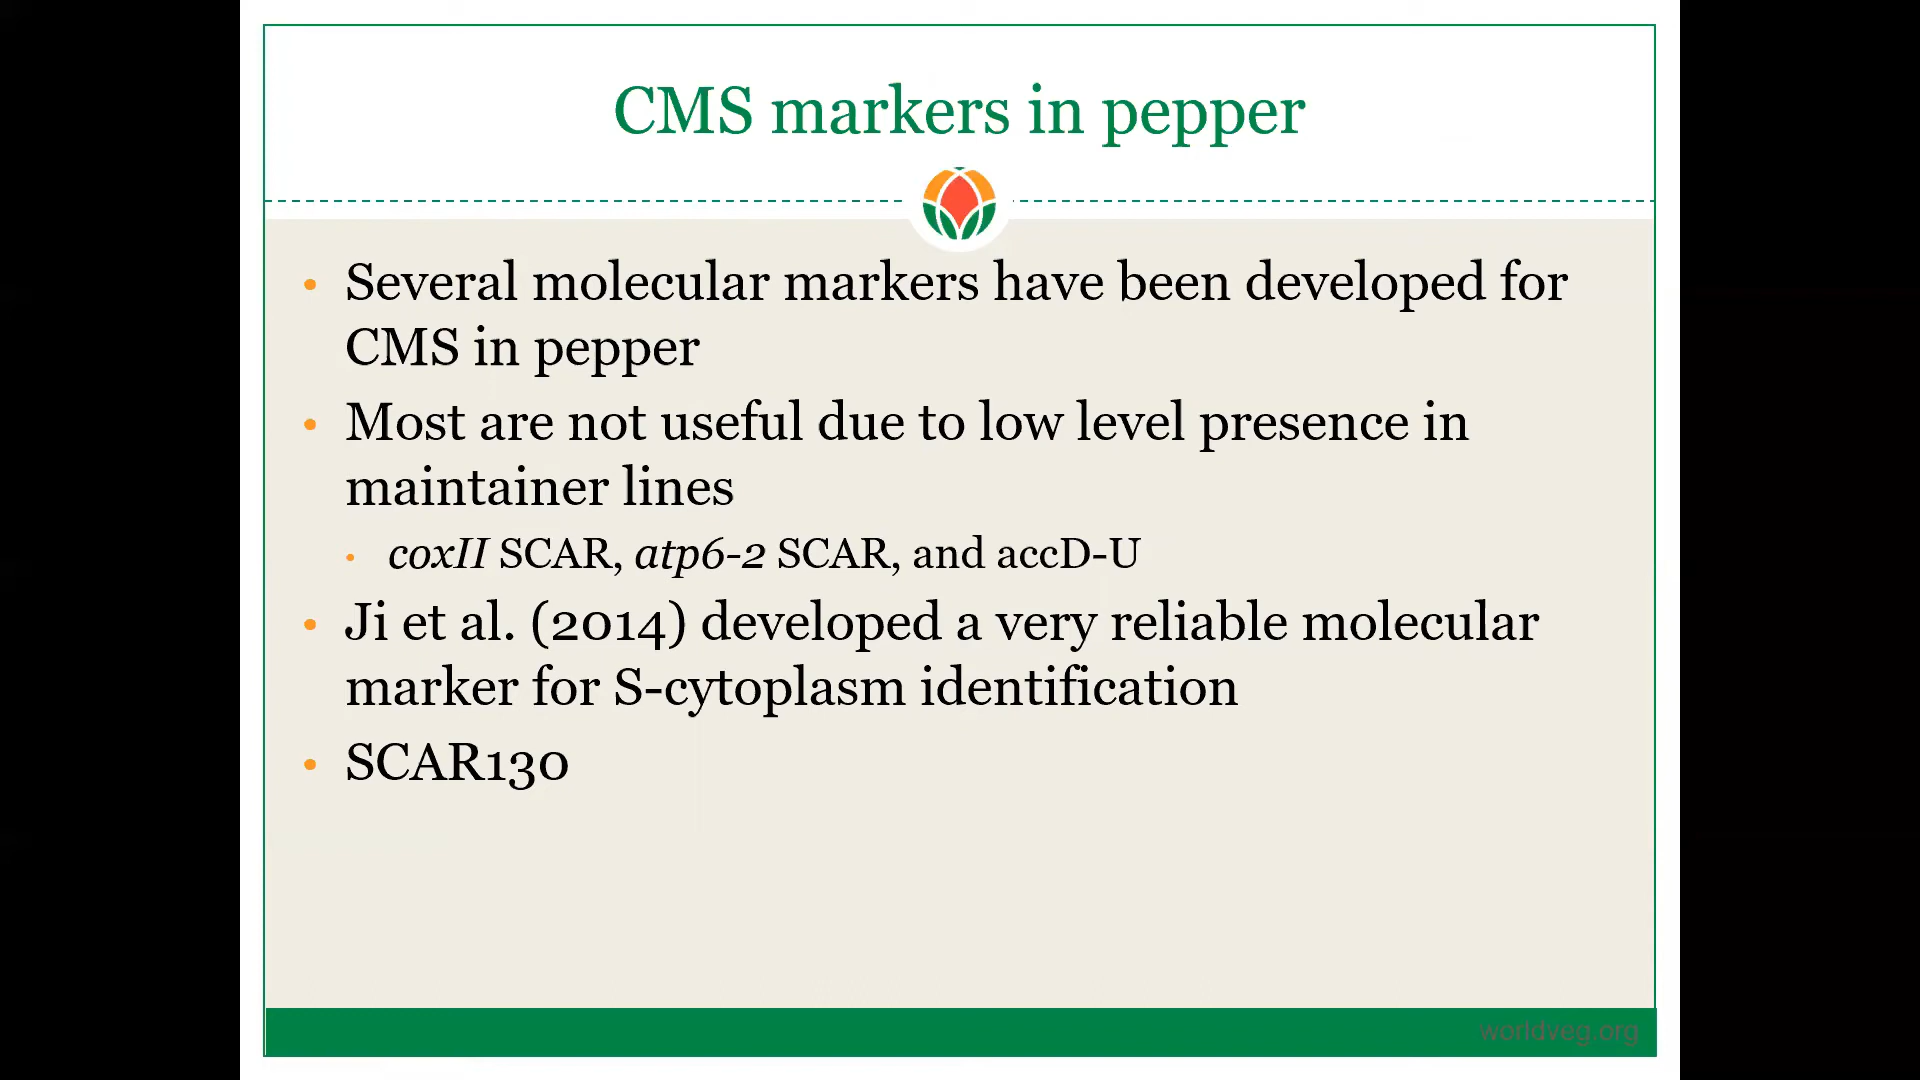 CMS markers in pepper
• Several molecular markers have been developed for
CMS in pepper
• Most are not useful due to low level presence in
maintainer lines
• coxII SCAR, atp6-2 SCAR, and accD-U
• Ji et al. (2014) developed a very reliable molecular
marker for S-cytoplasm identification
• SCAR130
worldveg.org